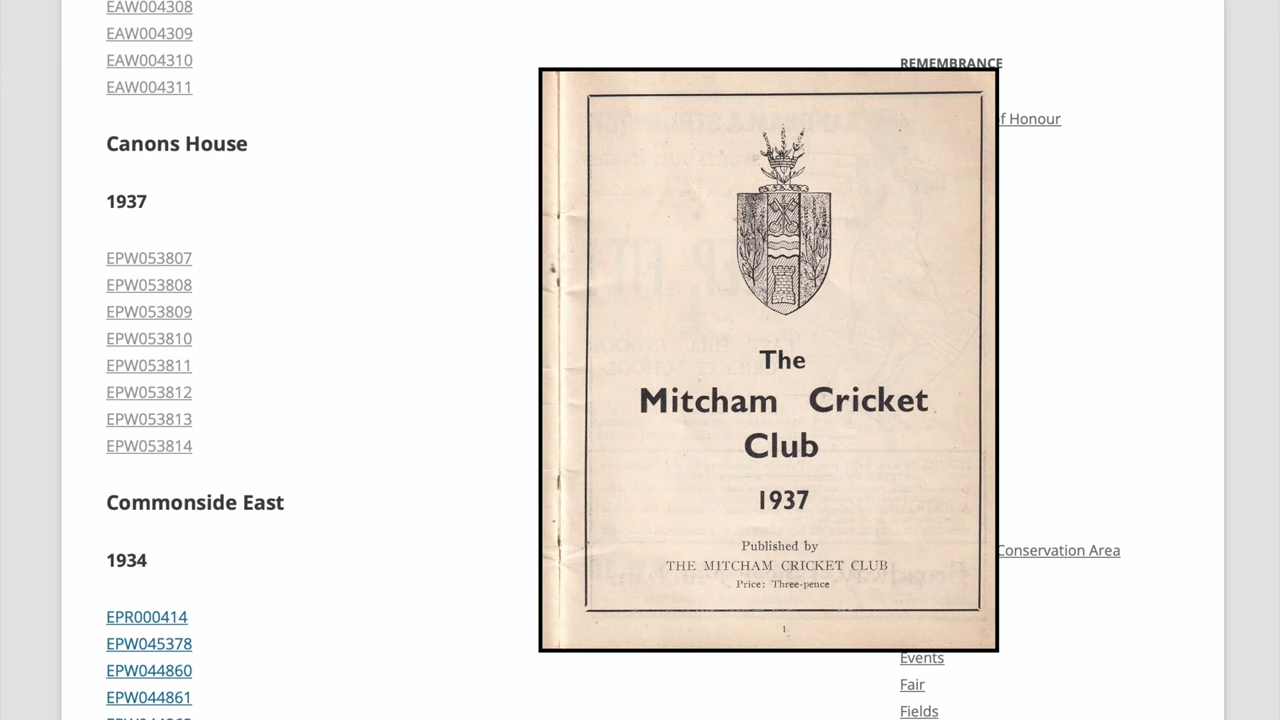 EAW004308
EAW004309
EAW004310
EAW004311
Canons House
1937
EPW053807
EPW053808
EPW053809
EPW053810
EPW053811
EPW053812
EPW053813
EPW053814
Commonside East
1934
EPR000414
EPW045378
EPW044860
EPW044861
REMEMBRANCE
of Honour
The
Mitcham Cricket
Club
1937
Published by
THE MITCHAM CRICKET CLUB
Price: Three-pence
1
Conservation Area
Events
Fair
Fields